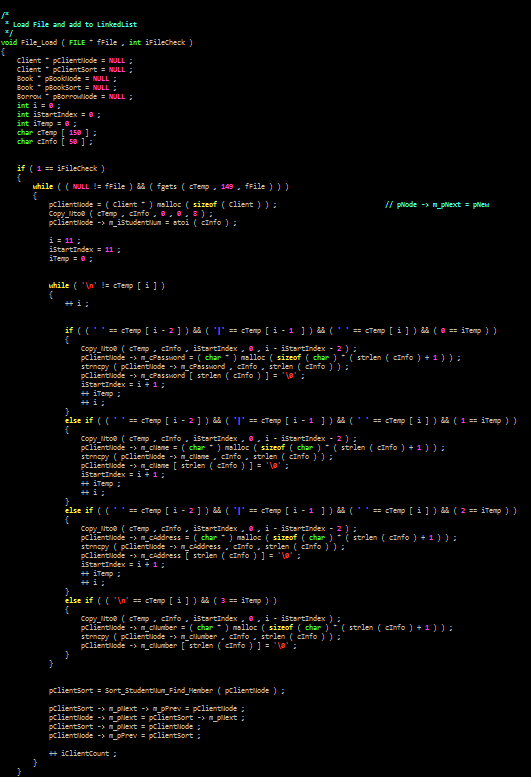 /*
 * Load File and add to LinkedList
 */
void File_Load ( FILE * fFile , int iFileCheck )
{
    Client * pClientNode = NULL ;
    Client * pClientSort = NULL ;
    Book * pBookNode = NULL ;
    Book * pBookSort = NULL ;
    Borrow * pBorrowNode = NULL ;
    int i = 0 ;
    int iStartIndex = 0 ;
    int iTemp = 0 ;
    char cTemp [ 150 ] ;
    char cInfo [ 50 ] ;

    if ( 1 == iFileCheck )
    {
        while ( ( NULL != fFile ) && ( fgets ( cTemp , 149 , fFile ) ) )
        {
            pClientNode = ( Client * ) malloc ( sizeof ( Client ) ) ; // pNode -> m_pNext = pNew
            Copy_Nto0 ( cTemp , cInfo , 0 , 0 , 8 ) ;
            pClientNode -> m_iStudentNum = atoi ( cInfo ) ;

            i = 11 ;
            iStartIndex = 11 ;
            iTemp = 0 ;

            while ( '\n' != cTemp [ i ] )
            {
                ++ i ;

                if ( ( ' ' == cTemp [ i - 2 ] ) && ( '|' == cTemp [ i - 1 ] ) && ( ' ' == cTemp [ i ] ) && ( 0 == iTemp ) )
                {
                    Copy_Nto0 ( cTemp , cInfo , iStartIndex , 0 , i - iStartIndex - 2 ) ;
                    pClientNode -> m_cPassword = ( char * ) malloc ( sizeof ( char ) * ( strlen ( cInfo ) + 1 ) ) ;
                    strncpy ( pClientNode -> m_cPassword , cInfo , strlen ( cInfo ) ) ;
                    pClientNode -> m_cPassword [ strlen ( cInfo ) ] = '\0' ;
                    iStartIndex = i + 1 ;
                    ++ iTemp ;
                    ++ i ;
                }
                else if ( ( ' ' == cTemp [ i - 2 ] ) && ( '|' == cTemp [ i - 1 ] ) && ( ' ' == cTemp [ i ] ) && ( 1 == iTemp ) )
                {
                    Copy_Nto0 ( cTemp , cInfo , iStartIndex , 0 , i - iStartIndex - 2 ) ;
                    pClientNode -> m_cName = ( char * ) malloc ( sizeof ( char ) * ( strlen ( cInfo ) + 1 ) ) ;
                    strncpy ( pClientNode -> m_cName , cInfo , strlen ( cInfo ) ) ;
                    pClientNode -> m_cName [ strlen ( cInfo ) ] = '\0' ;
                    iStartIndex = i + 1 ;
                    ++ iTemp ;
                    ++ i ;
                }
                else if ( ( ' ' == cTemp [ i - 2 ] ) && ( '|' == cTemp [ i - 1 ] ) && ( ' ' == cTemp [ i ] ) && ( 2 == iTemp ) )
                {
                    Copy_Nto0 ( cTemp , cInfo , iStartIndex , 0 , i - iStartIndex - 2 ) ;
                    pClientNode -> m_cAddress = ( char * ) malloc ( sizeof ( char ) * ( strlen ( cInfo ) + 1 ) ) ;
                    strncpy ( pClientNode -> m_cAddress , cInfo , strlen ( cInfo ) ) ;
                    pClientNode -> m_cAddress [ strlen ( cInfo ) ] = '\0' ;
                    iStartIndex = i + 1 ;
                    ++ iTemp ;
                    ++ i ;
                }
                else if ( ( '\n' == cTemp [ i ] ) && ( 3 == iTemp ) )
                {
                    Copy_Nto0 ( cTemp , cInfo , iStartIndex , 0 , i - iStartIndex ) ;
                    pClientNode -> m_cNumber = ( char * ) malloc ( sizeof ( char ) * ( strlen ( cInfo ) + 1 ) ) ;
                    strncpy ( pClientNode -> m_cNumber , cInfo , strlen ( cInfo ) ) ;
                    pClientNode -> m_cNumber [ strlen ( cInfo ) ] = '\0' ;
                }
            }

            pClientSort = Sort_StudentNum_Find_Member ( pClientNode ) ;

            pClientSort -> m_pNext -> m_pPrev = pClientNode ;
            pClientNode -> m_pNext = pClientSort -> m_pNext ;
            pClientSort -> m_pNext = pClientNode ;
            pClientNode -> m_pPrev = pClientSort ;

            ++ iClientCount ;
        }
    }